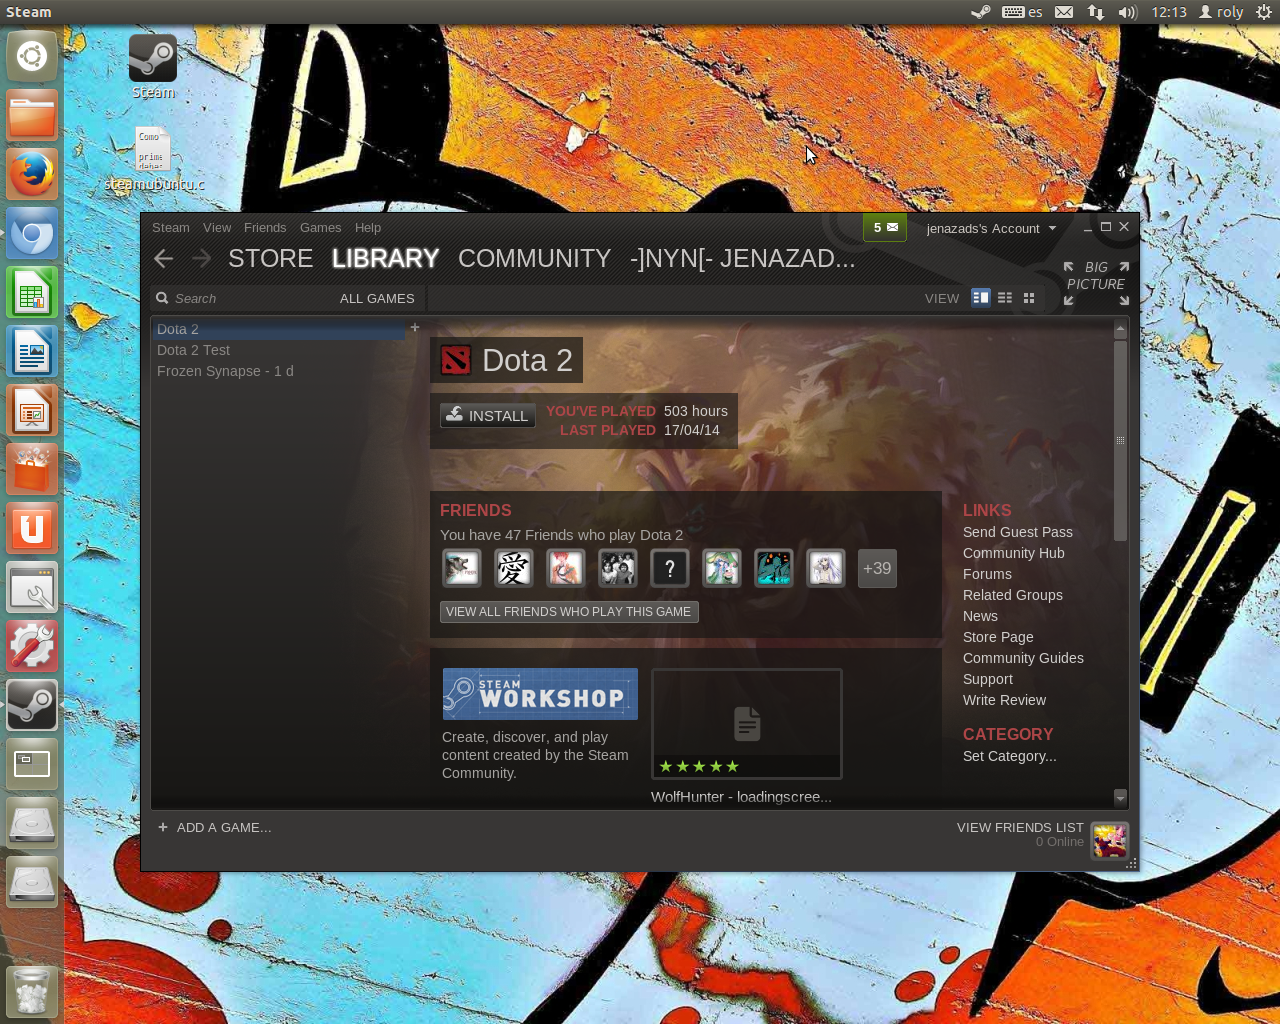 Steam
es
12:13
roly
Steam
Como
prime
debes
steamubuntu.c
Steam View Friends Games Help
5
jenazads's Account
STORE LIBRARY COMMUNITY -]NYN[- JENAZAD...
BIG
PICTURE
Search
ALL GAMES
VIEW
Dota 2
Dota 2 Test
Frozen Synapse - 1 d
Dota 2
INSTALL
YOU'VE PLAYED 503 hours
LAST PLAYED 17/04/14
FRIENDS
You have 47 Friends who play Dota 2
愛
?
+39
VIEW ALL FRIENDS WHO PLAY THIS GAME
LINKS
Send Guest Pass
Community Hub
Forums
Related Groups
News
Store Page
Community Guides
Support
Write Review
CATEGORY
Set Category...
STEAM
WORKSHOP
Create, discover, and play
content created by the Steam
Community.
WolfHunter - loadingscree...
ADD A GAME...
VIEW FRIENDS LIST
0 Online